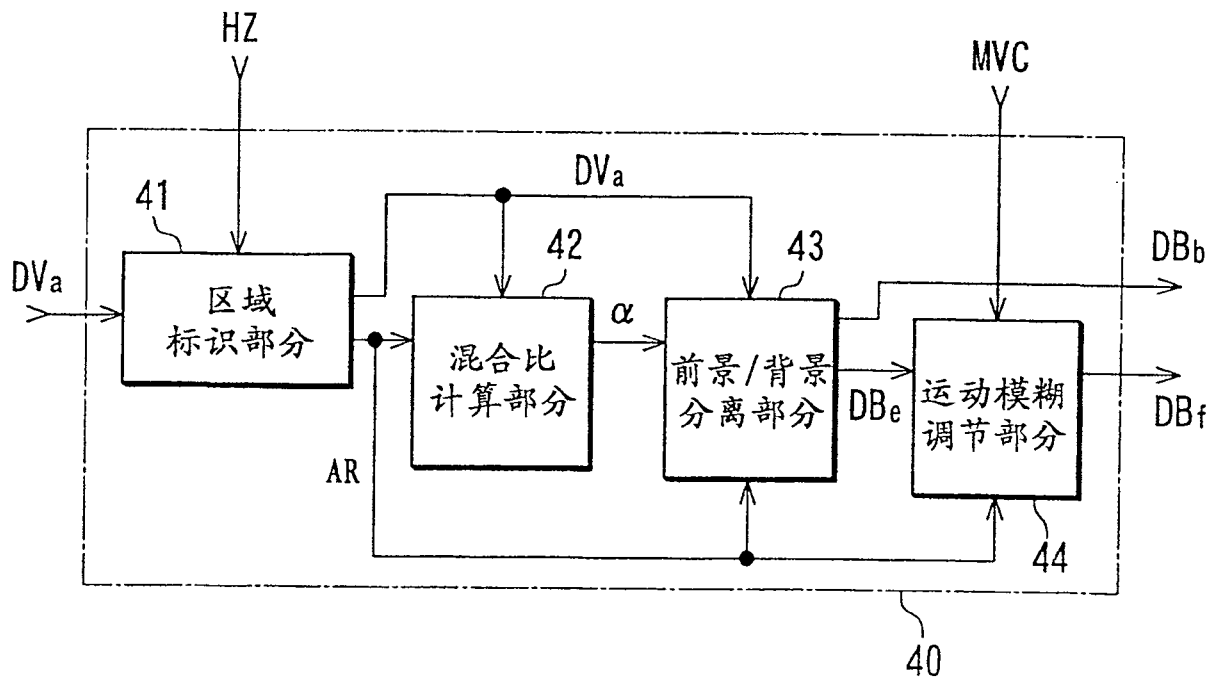 HZ
MVC
DVa
41
42
43
DBb
DVa
区域
标识部分
α
混合比
计算部分
前景/背景
分离部分
DBe
运动模糊
调节部分
DBf
AR
44
40